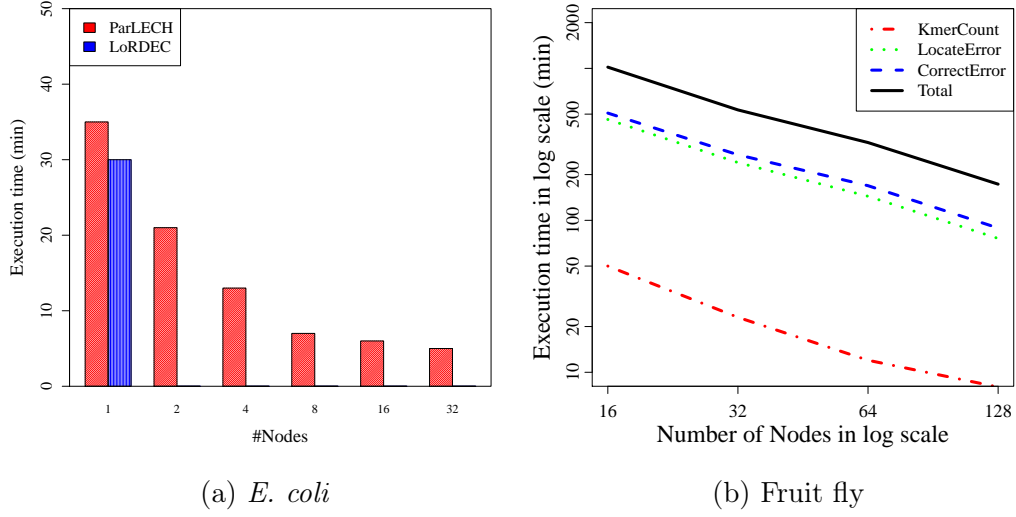 ParLECH
LoRDEC
Execution time (min)
50
40
30
20
10
0
1 2 4 8 16 32
#Nodes
(a) E. coli
KmerCount
LocateError
CorrectError
Total
Execution time in log scale (min)
2000
500
200
100
50
20
10
16 32 64 128
Number of Nodes in log scale
(b) Fruit fly